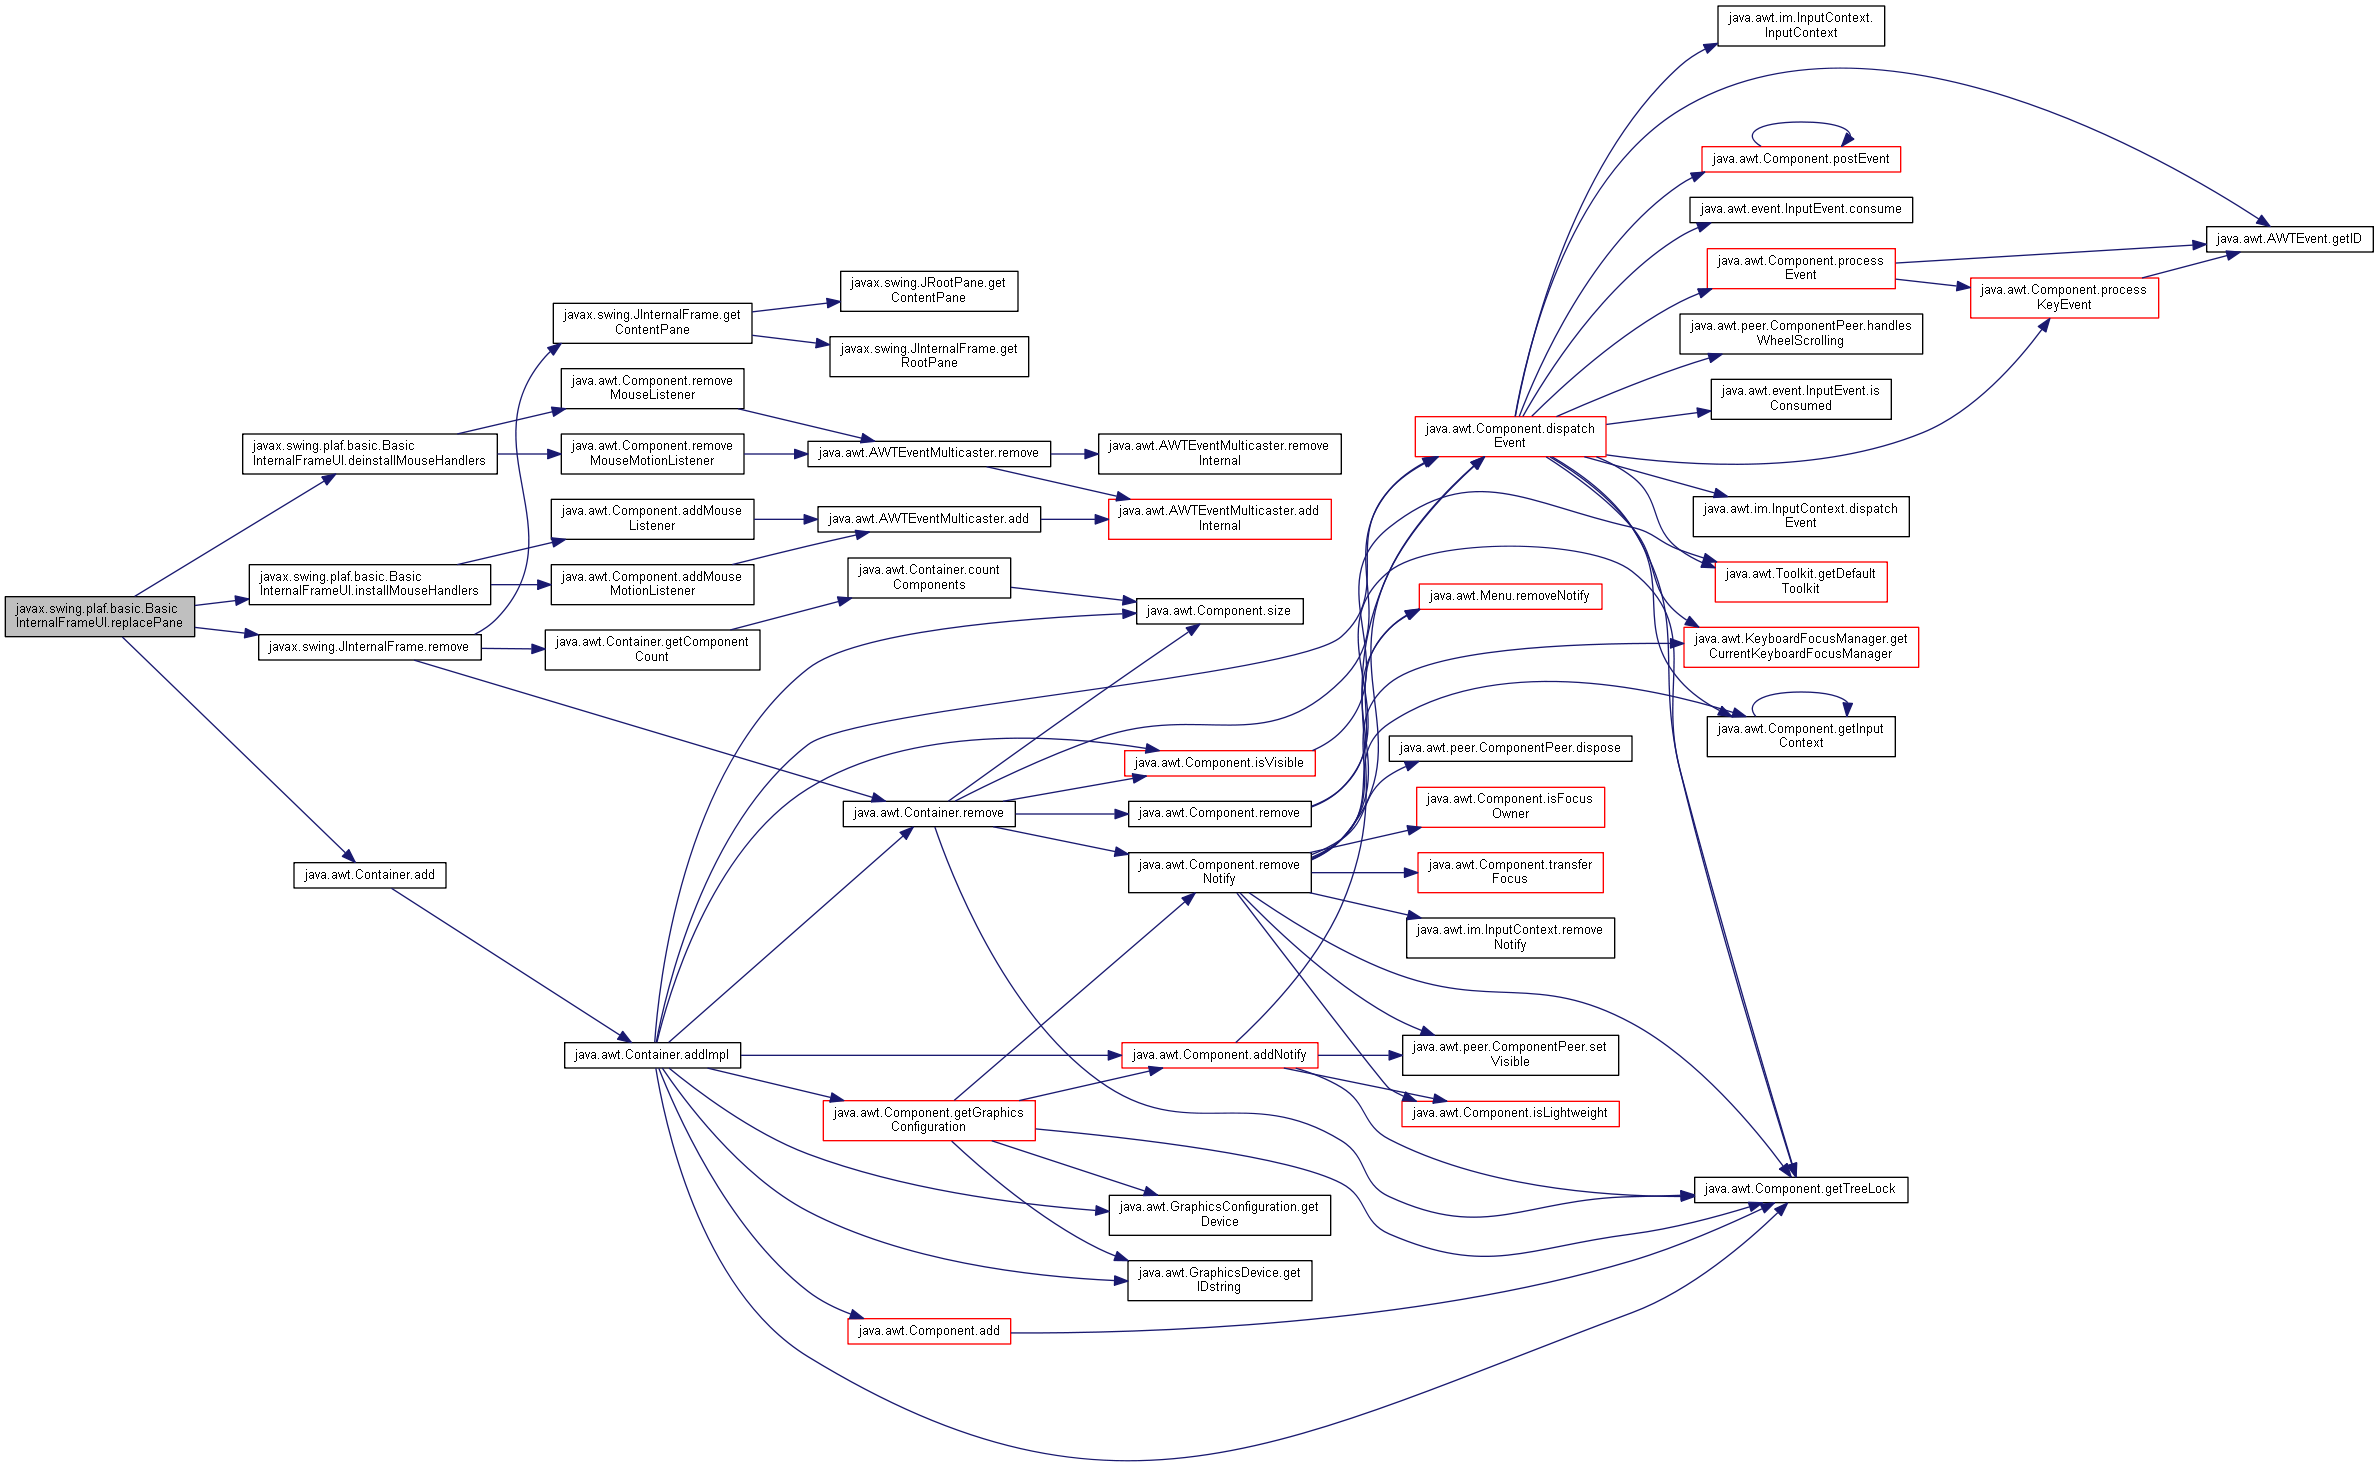 javax.swing.plaf.basic.Basic
InternalFrameUI.replacePane
javax.swing.plaf.basic.Basic
InternalFrameUI.deinstallMouseHandlers
javax.swing.plaf.basic.Basic
InternalFrameUI.installMouseHandlers
javax.swing.JInternalFrame.remove
java.awt.Container.add
javax.swing.JInternalFrame.get
ContentPane
java.awt.Component.remove
MouseListener
java.awt.Component.remove
MouseMotionListener
java.awt.Component.addMouse
Listener
java.awt.Component.addMouse
MotionListener
java.awt.Container.getComponent
Count
java.awt.Container.addImpl
javax.swing.JRootPane.get
ContentPane
javax.swing.JInternalFrame.get
RootPane
java.awt.AWTEventMulticaster.remove
java.awt.AWTEventMulticaster.add
java.awt.Container.count
Components
java.awt.Container.remove
java.awt.Component.getGraphics
Configuration
java.awt.Component.add
java.awt.AWTEventMulticaster.remove
Internal
java.awt.AWTEventMulticaster.add
Internal
java.awt.Component.size
java.awt.Component.isVisible
java.awt.Component.remove
java.awt.Component.remove
Notify
java.awt.Component.addNotify
java.awt.GraphicsConfiguration.get
Device
java.awt.GraphicsDevice.get
IDstring
java.awt.Component.dispatch
Event
java.awt.Menu.removeNotify
java.awt.peer.ComponentPeer.dispose
java.awt.Component.isFocus
Owner
java.awt.Component.transfer
Focus
java.awt.im.InputContext.remove
Notify
java.awt.peer.ComponentPeer.set
Visible
java.awt.Component.isLightweight
java.awt.im.InputContext.
InputContext
java.awt.Component.postEvent
java.awt.event.InputEvent.consume
java.awt.Component.process
Event
java.awt.peer.ComponentPeer.handles
WheelScrolling
java.awt.event.InputEvent.is
Consumed
java.awt.im.InputContext.dispatch
Event
java.awt.Toolkit.getDefault
Toolkit
java.awt.KeyboardFocusManager.get
CurrentKeyboardFocusManager
java.awt.Component.getInput
Context
java.awt.Component.getTreeLock
java.awt.Component.process
KeyEvent
java.awt.AWTEvent.getID